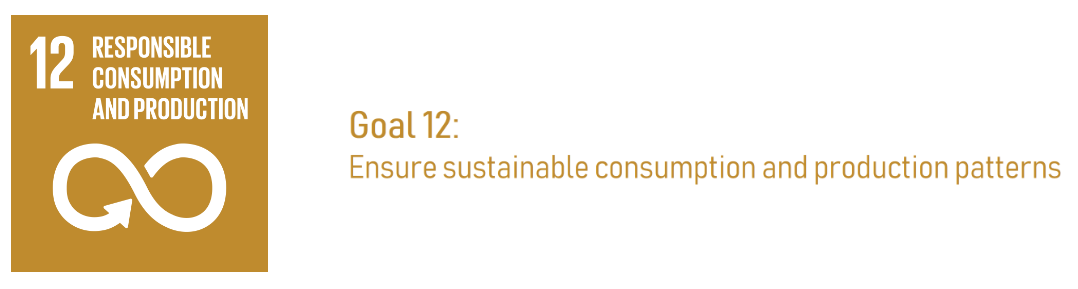 12 RESPONSIBLE
CONSUMPTION
AND PRODUCTION
Goal 12:
Ensure sustainable consumption and production patterns